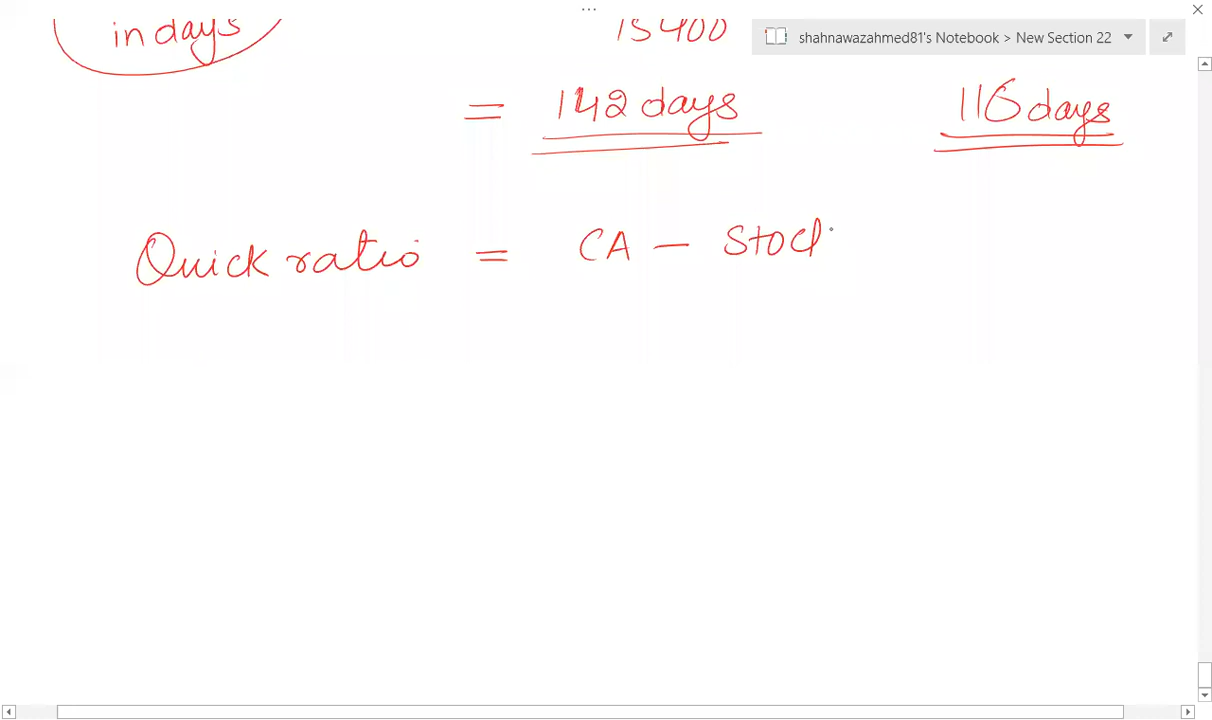 in days 15400
shahnawazahmed81's Notebook > New Section 22
= 142 days 116 days
Quick ratio = CA - Stock